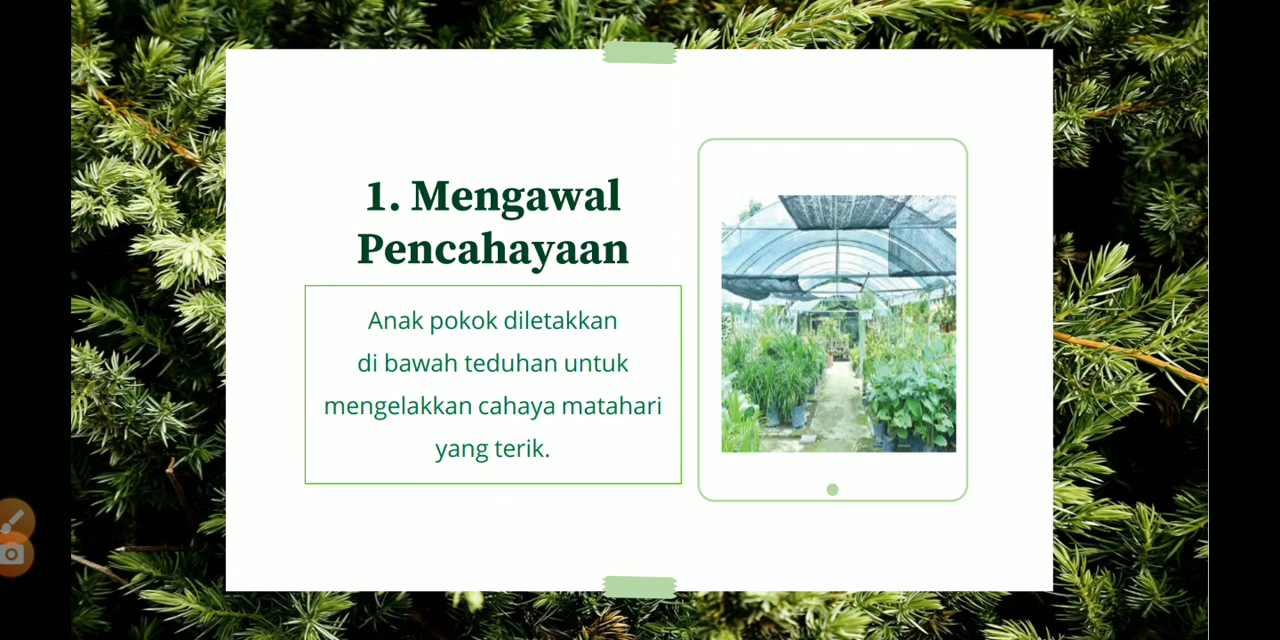 1. Mengawal
Pencahayaan
Anak pokok diletakkan
di bawah teduhan untuk
mengelakkan cahaya matahari
yang terik.